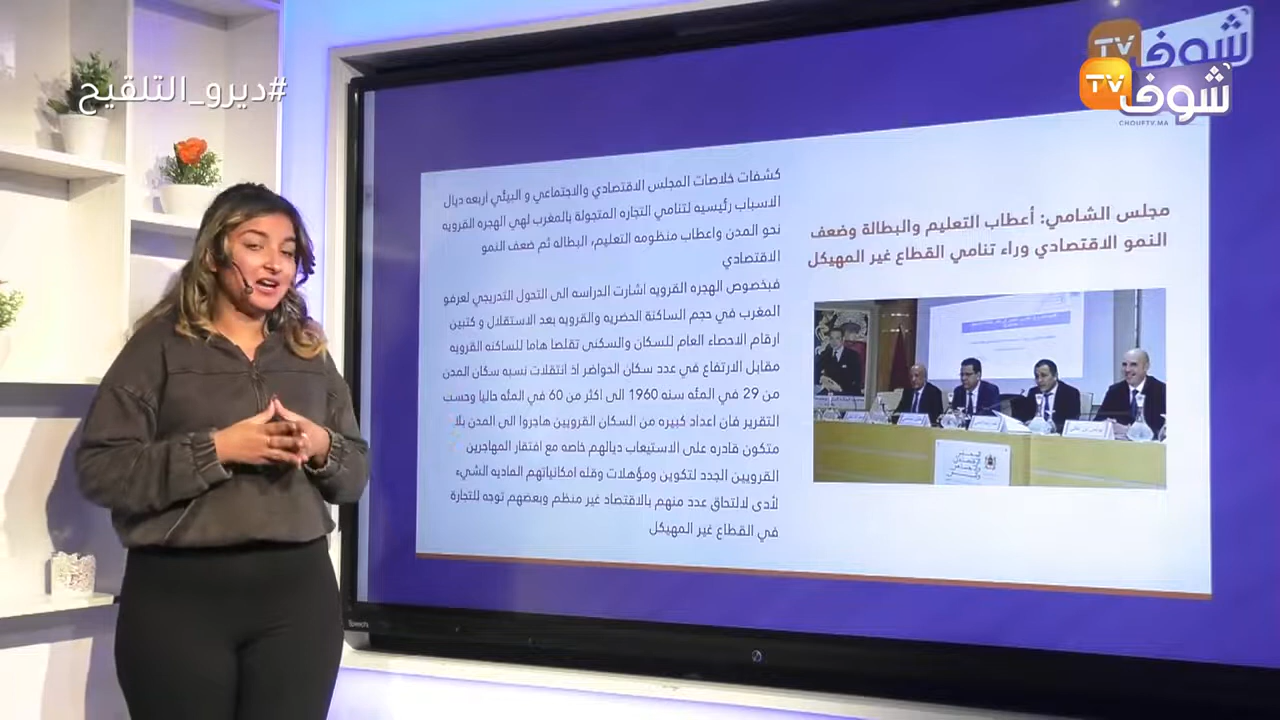 #ديرو_التلقيح
شوف TV
شوف TV
CHOUFTV.MA
مجلس الشامي: أعطاب التعليم والبطالة وضعف
النمو الاقتصادي وراء تنامي القطاع غير المهيكل
كشفات خلاصات المجلس الاقتصادي والاجتماعي و البيئي اربعه ديال
الاسباب رئيسيه لتنامي التجاره المتجولة بالمغرب لهي الهجره القرويه
نحو المدن واعطاب منظومه التعليم، البطاله ثم ضعف النمو
الاقتصادي
فبخصوص الهجره القرويه اشارت الدراسه الى التحول التدريجي لعرفو
المغرب في حجم الساكنة الحضريه والقرويه بعد الاستقلال و كتبين
ارقام الاحصاء العام للسكان والسكنى تقلصا هاما للساكنه القرويه
مقابل الارتفاع في عدد سكان الحواضر اذ انتقلات نسبه سكان المدن
من 29 في المئه سنه 1960 الى اكثر من 60 في المئه حاليا وحسب
التقرير فان اعداد كبيره من السكان القرويين هاجروا الى المدن بلا
متكون قادره على الاستيعاب ديالهم خاصه مع افتقار المهاجرين
القرويين الجدد لتكوين ومؤهلات وقله امكانياتهم الماديه الشيء
لأدى لالتحاق عدد منهم بالاقتصاد غير منظم وبعضهم توجه للتجارة
في القطاع غير المهيكل